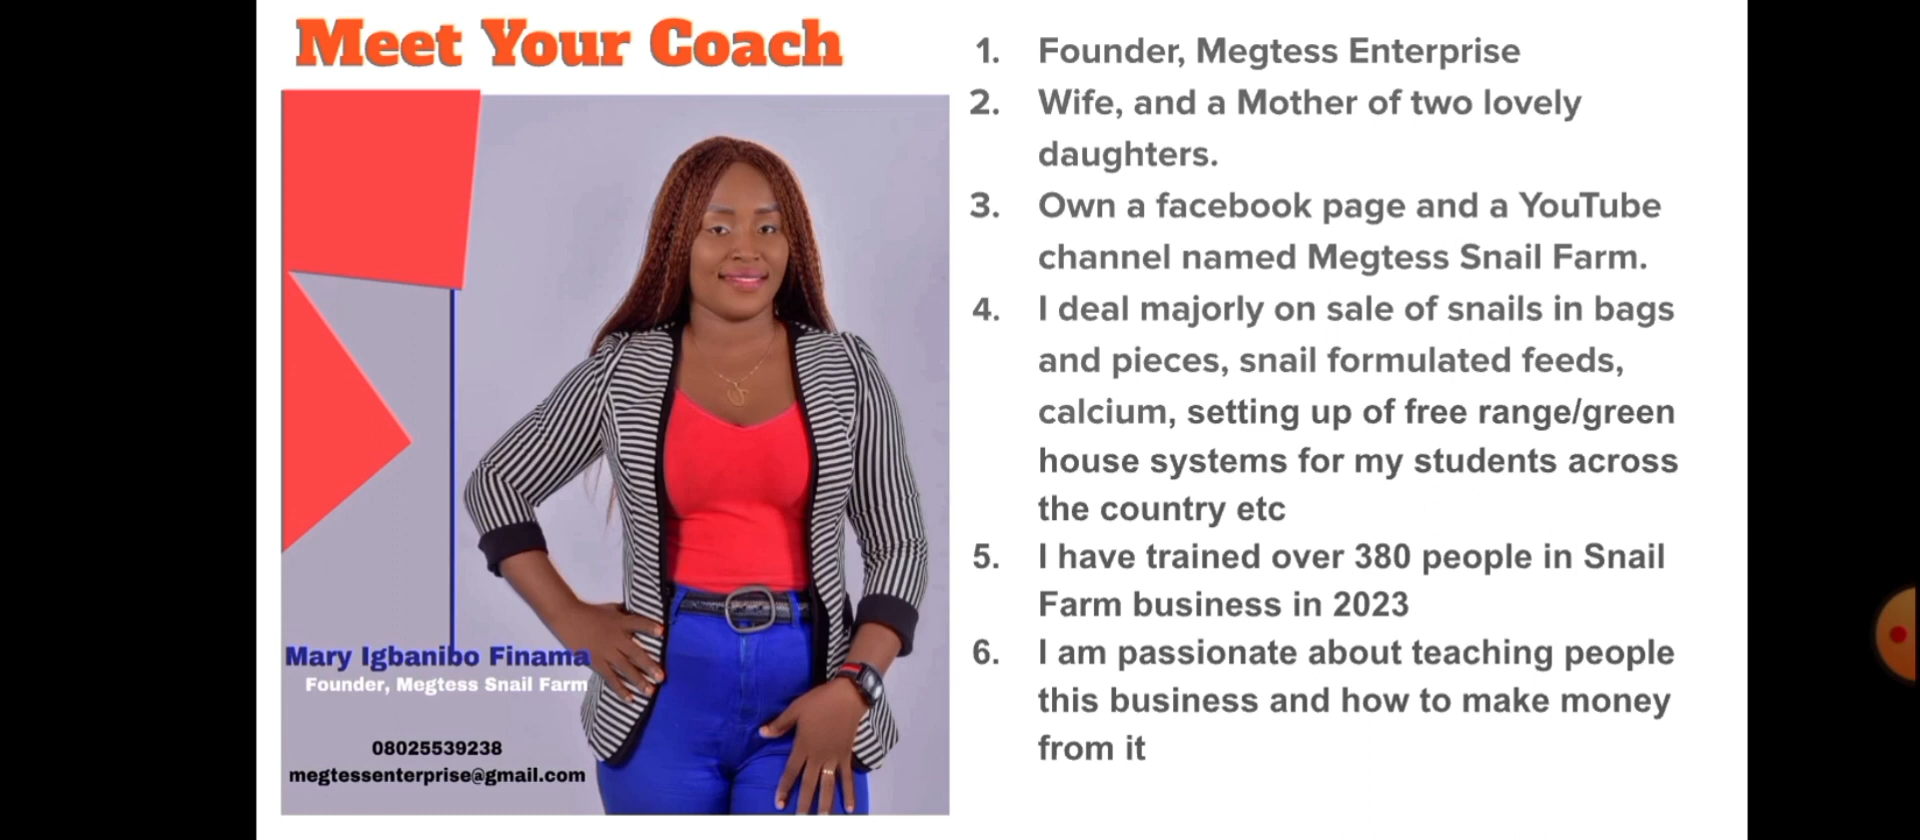 Meet Your Coach
Mary Igbanibo Finama
Founder, Megtess Snail Farm
08025539238
megtessenterprise@gmail.com
1. Founder, Megtess Enterprise
2. Wife, and a Mother of two lovely
daughters.
3. Own a facebook page and a YouTube
channel named Megtess Snail Farm.
4. I deal majorly on sale of snails in bags
and pieces, snail formulated feeds,
calcium, setting up of free range/green
house systems for my students across
the country etc
5. I have trained over 380 people in Snail
Farm business in 2023
6. I am passionate about teaching people
this business and how to make money
from it